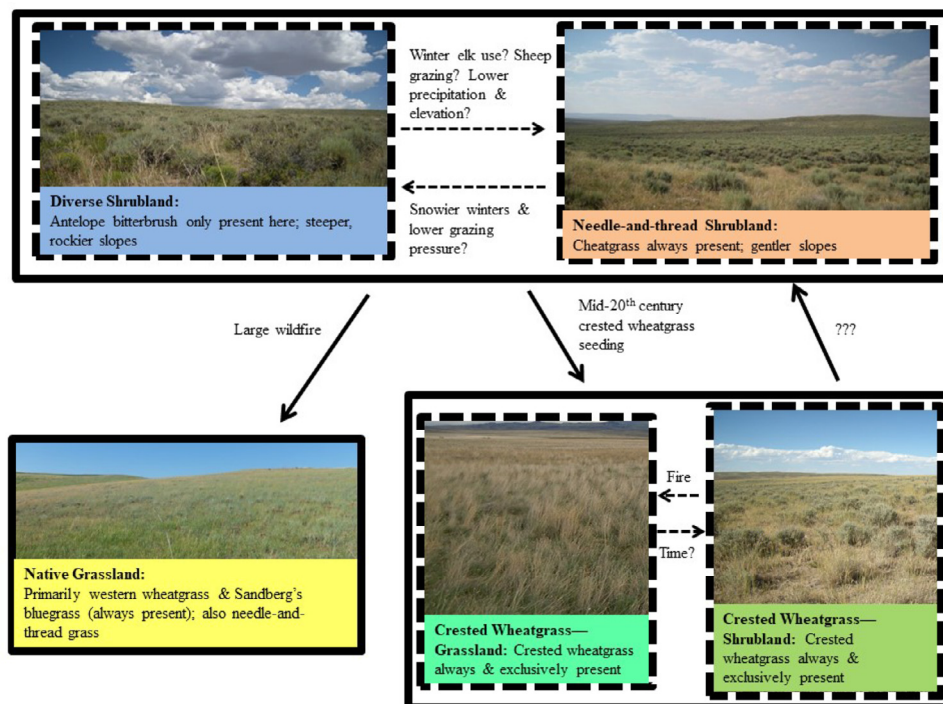 Winter elk use? Sheep
grazing? Lower
precipitation &
elevation?
Snowier winters &
lower grazing
pressure?
Diverse Shrubland:
Antelope bitterbrush only present here; steeper,
rockier slopes
Needle-and-thread Shrubland:
Cheatgrass always present; gentler slopes
Large wildfire
Mid-20th century
crested wheatgrass
seeding
???
Native Grassland:
Primarily western wheatgrass & Sandberg's
bluegrass (always present); also needle-and-
thread grass
Fire
Time?
Crested Wheatgrass—
Grassland: Crested wheatgrass
always & exclusively present
Crested Wheatgrass—
Shrubland: Crested
wheatgrass always &
exclusively present